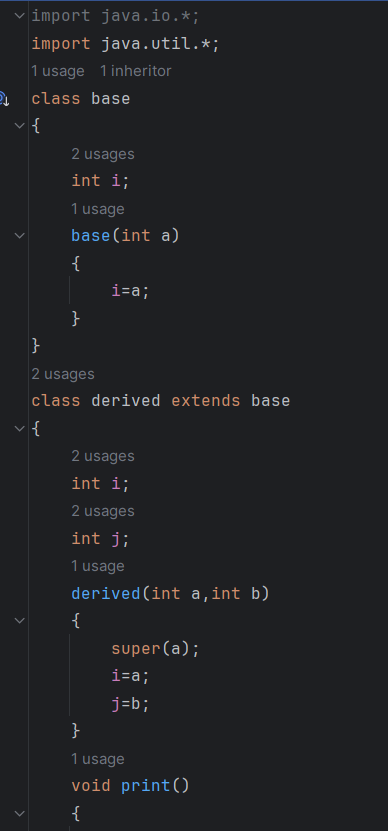 import java.io.*;
import java.util.*;
1 usage 1 inheritor
class base
{
2 usages
int i;
1 usage
base(int a)
{
i=a;
}
}
2 usages
class derived extends base
{
2 usages
int i;
2 usages
int j;
1 usage
derived(int a,int b)
{
super(a);
i=a;
j=b;
}
1 usage
void print()
{